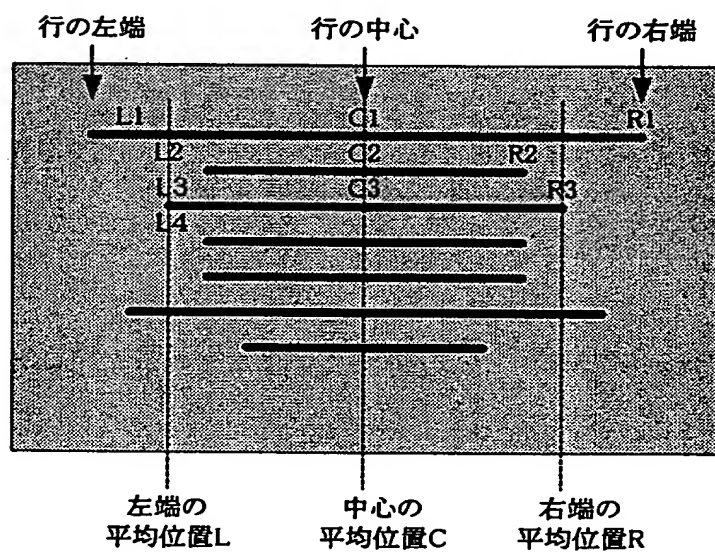 行の左端 行の中心 行の右端
L1 C1 R1
L2 C2 R2
L3 C3 R3
L4
左端の 中心の 右端の
平均位置L 平均位置C 平均位置R